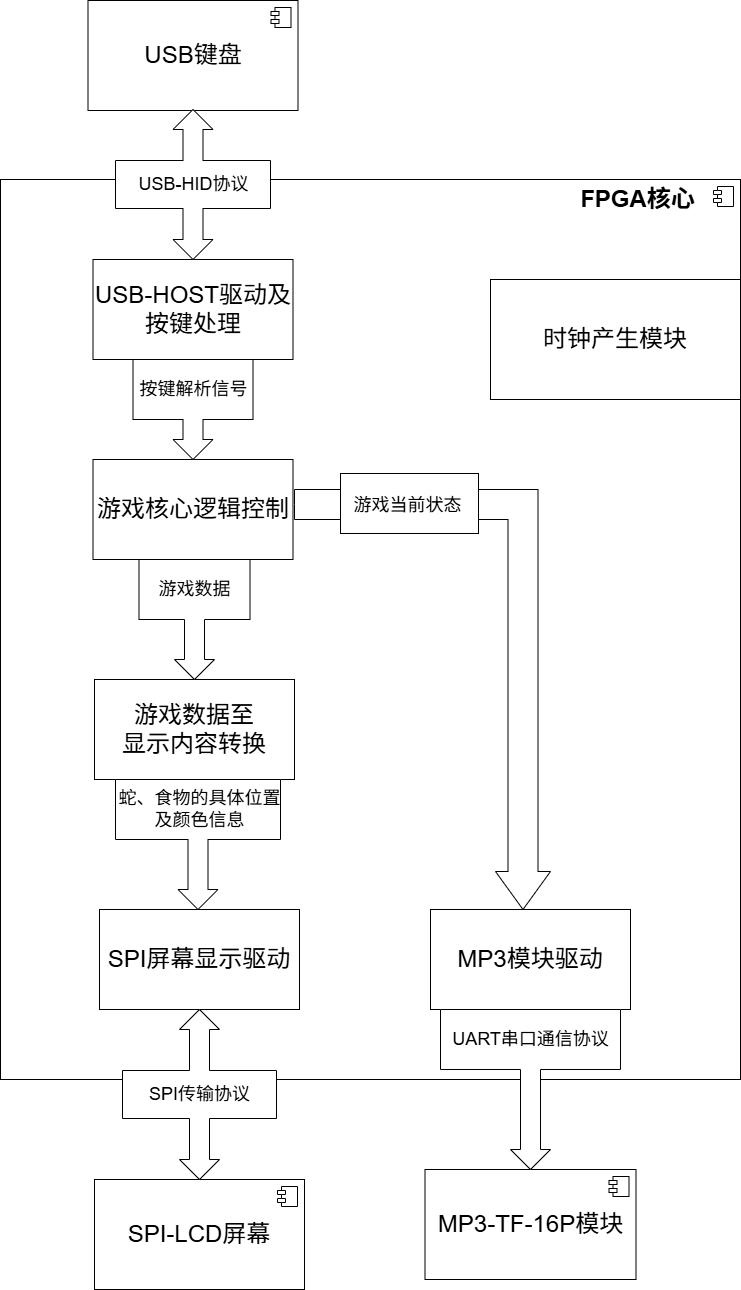 USB键盘
USB-HID协议
FPGA核心
USB-HOST驱动及
按键处理
时钟产生模块
按键解析信号
游戏核心逻辑控制
游戏当前状态
游戏数据
游戏数据至
显示内容转换
蛇、食物的具体位置
及颜色信息
SPI屏幕显示驱动
MP3模块驱动
UART串口通信协议
SPI传输协议
SPI-LCD屏幕
MP3-TF-16P模块